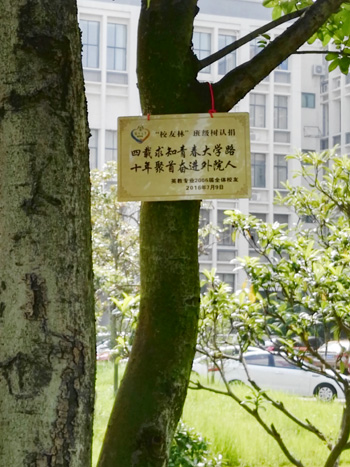 "校友林"班级树认捐
四载求知青春大学路
十年聚首奋进外院人
英教专业2008届全体校友
2018年7月9日